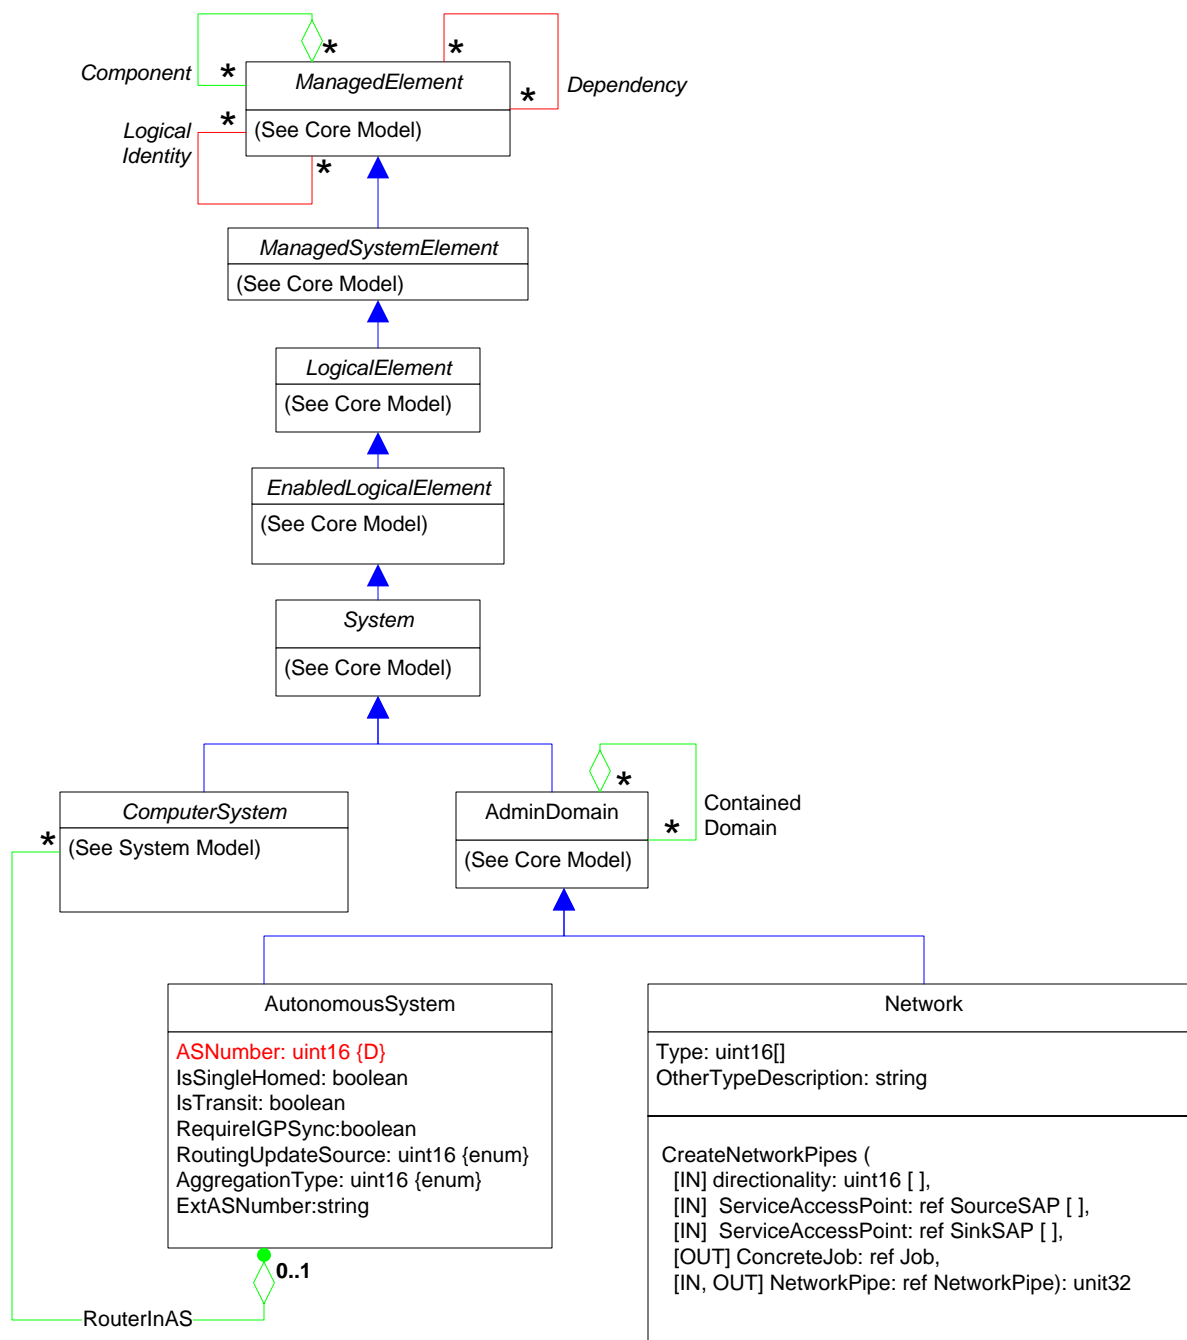 *
*
Component
*
ManagedElement
*
Dependency
*
(See Core Model)
Logical
Identity
*
ManagedSystemElement
(See Core Model)
LogicalElement
(See Core Model)
EnabledLogicalElement
(See Core Model)
System
(See Core Model)
ComputerSystem
*
(See System Model)
AdminDomain
*
*
Contained
Domain
(See Core Model)
AutonomousSystem
ASNumber: uint16 {D}
IsSingleHomed: boolean
IsTransit: boolean
RequireIGPSync:boolean
RoutingUpdateSource: uint16 {enum}
AggregationType: uint16 {enum}
ExtASNumber:string
0..1
RouterInAS
Network
Type: uint16[]
OtherTypeDescription: string
CreateNetworkPipes (
[IN] directionality: uint16 [ ],
[IN]  ServiceAccessPoint: ref SourceSAP [ ],
[IN]  ServiceAccessPoint: ref SinkSAP [ ],
[OUT] ConcreteJob: ref Job,
[IN, OUT] NetworkPipe: ref NetworkPipe): unit32